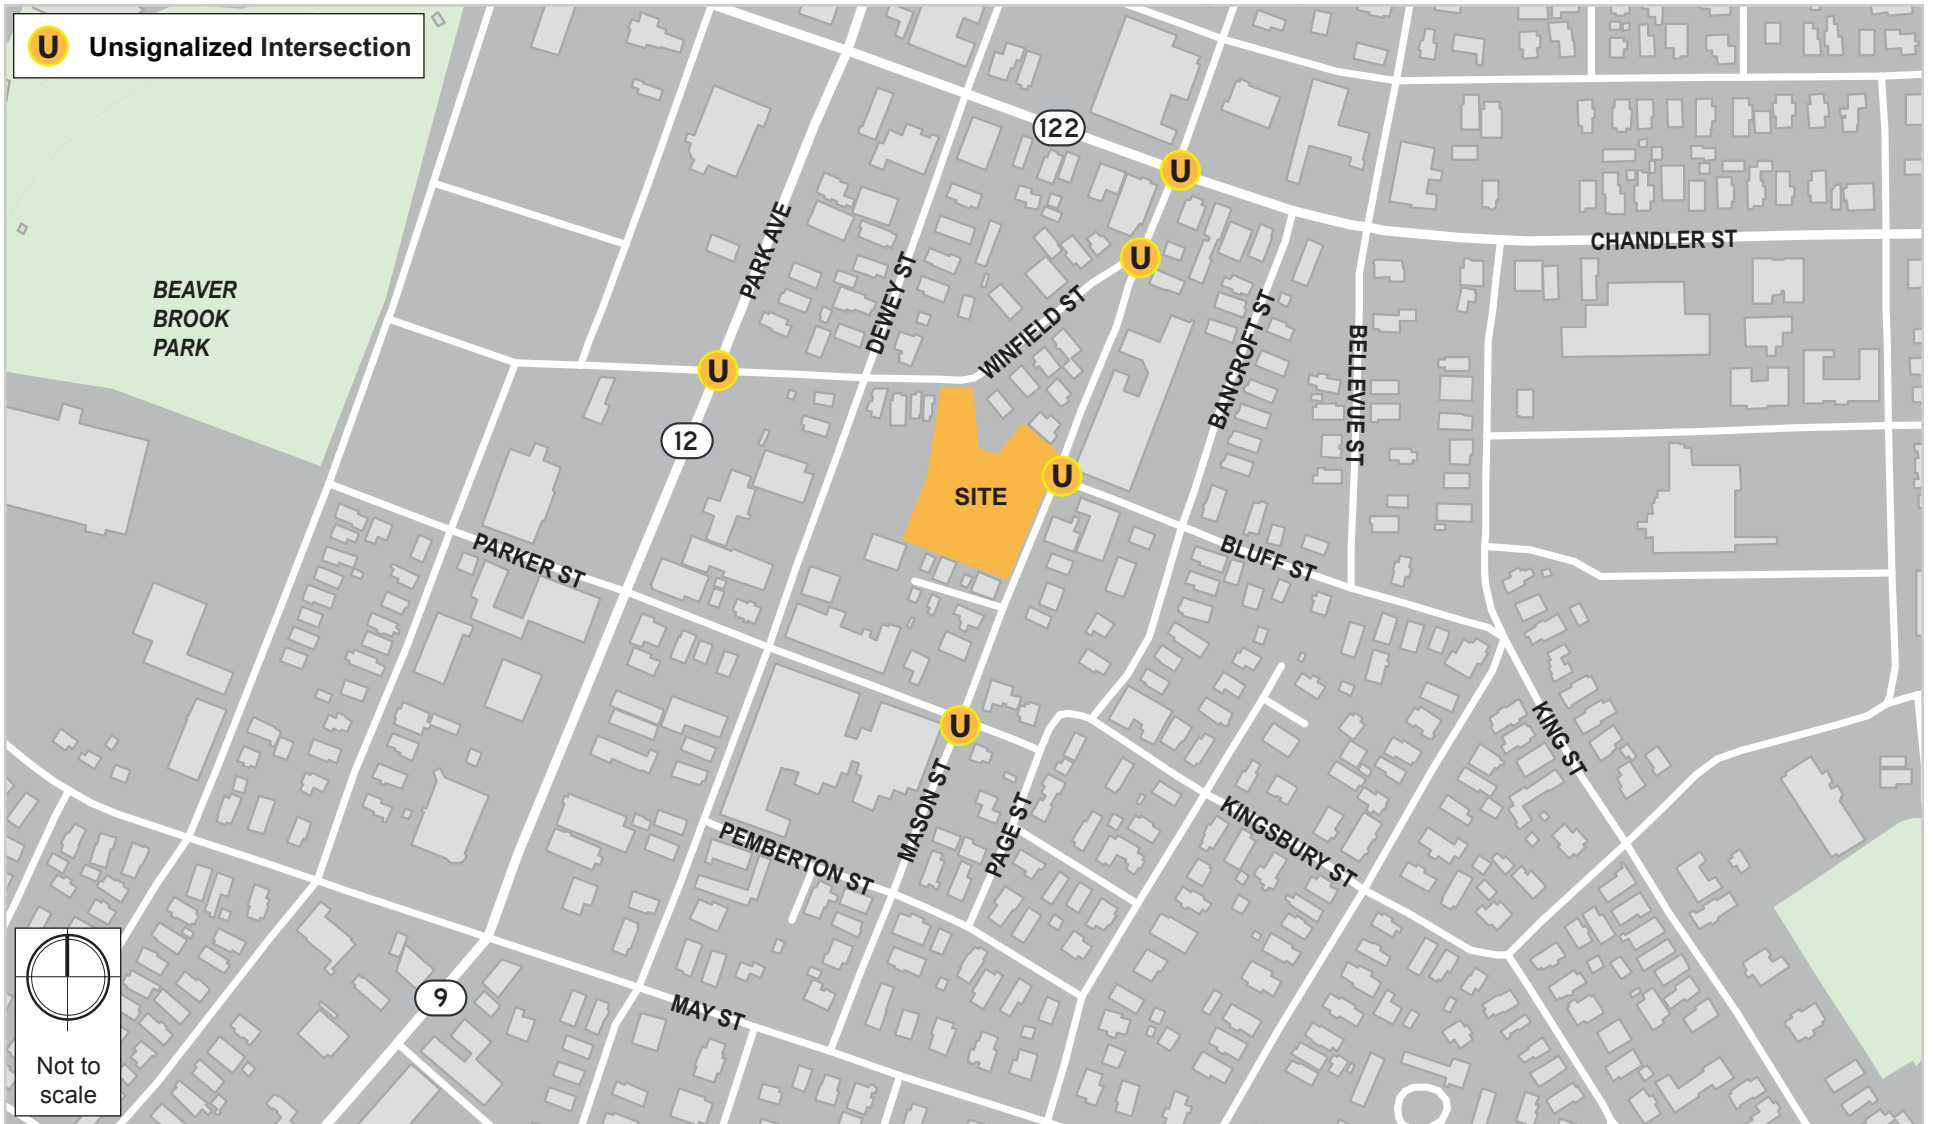 U Unsignalized Intersection
122
U
CHANDLER ST
U
PARK AVE
DEWEY ST
WINFIELD ST
BANCROFT ST
BELLEVUE ST
BEAVER
BROOK
PARK
U
12
U
SITE
PARKER ST
BLUFF ST
U
KING ST
MASON ST
PAGE ST
PEMBERTON ST
KINGSBURY ST
9
MAY ST
Not to
scale